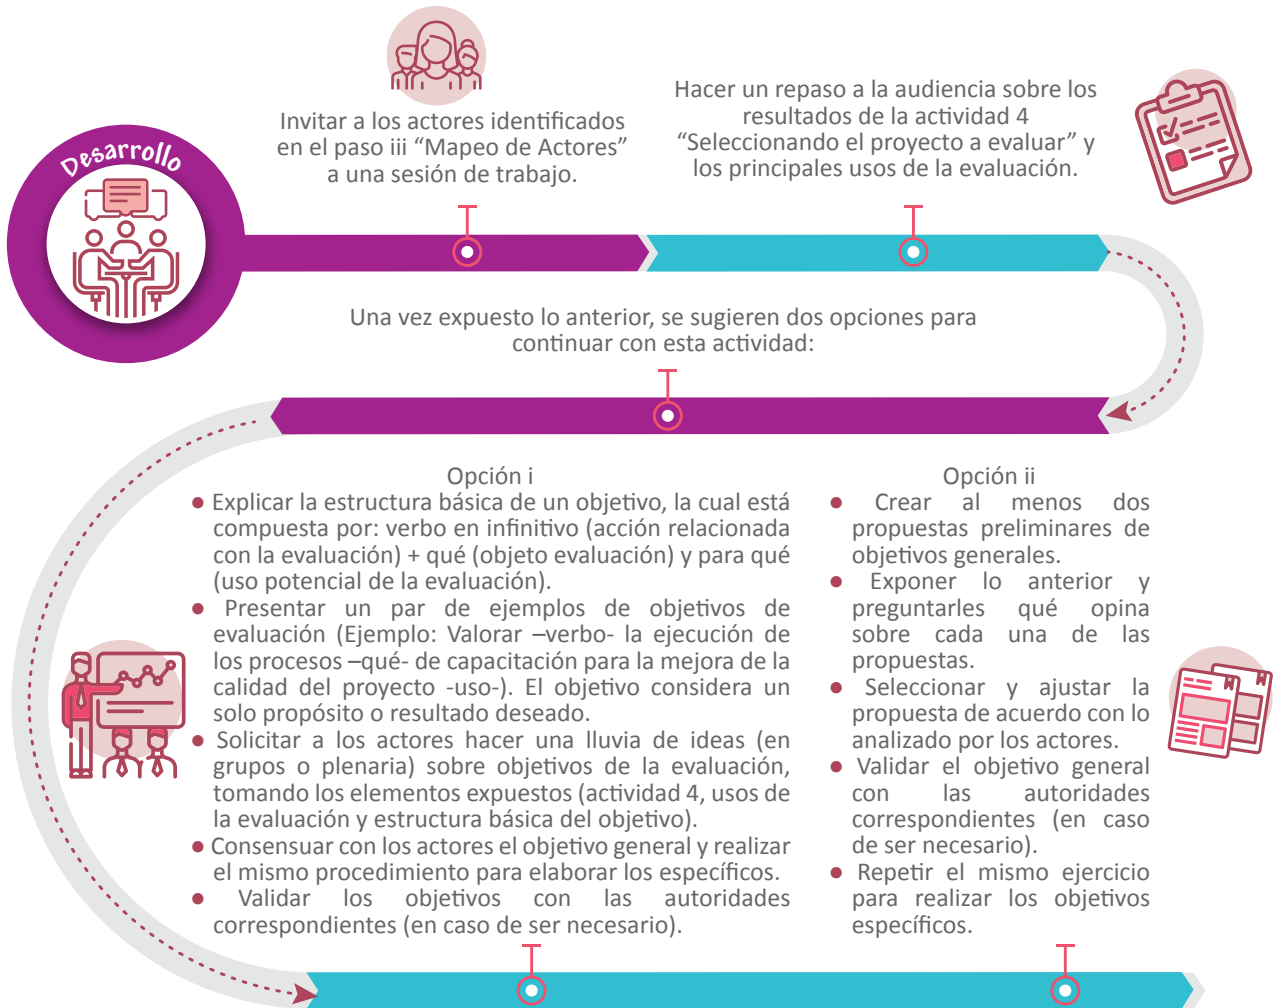 Desarrollo
Invitar a los actores identificados
en el paso iii “Mapeo de Actores”
a una sesión de trabajo.
Hacer un repaso a la audiencia sobre los
resultados de la actividad 4
“Seleccionando el proyecto a evaluar” y
los principales usos de la evaluación.
Una vez expuesto lo anterior, se sugieren dos opciones para
continuar con esta actividad:
Opción i
● Explicar la estructura básica de un objetivo, la cual está
compuesta por: verbo en infinitivo (acción relacionada
con la evaluación) + qué (objeto evaluación) y para qué
(uso potencial de la evaluación).
● Presentar un par de ejemplos de objetivos de
evaluación (Ejemplo: Valorar –verbo- la ejecución de
los procesos –qué- de capacitación para la mejora de la
calidad del proyecto -uso-). El objetivo considera un
solo propósito o resultado deseado.
● Solicitar a los actores hacer una lluvia de ideas (en
grupos o plenaria) sobre objetivos de la evaluación,
tomando los elementos expuestos (actividad 4, usos de
la evaluación y estructura básica del objetivo).
● Consensuar con los actores el objetivo general y realizar
el mismo procedimiento para elaborar los específicos.
● Validar los objetivos con las autoridades
correspondientes (en caso de ser necesario).
Opción ii
● Crear al menos dos
propuestas preliminares de
objetivos generales.
● Exponer lo anterior y
preguntarles qué opina
sobre cada una de las
propuestas.
● Seleccionar y ajustar la
propuesta de acuerdo con lo
analizado por los actores.
● Validar el objetivo general
con las autoridades
correspondientes (en caso
de ser necesario).
● Repetir el mismo ejercicio
para realizar los objetivos
específicos.